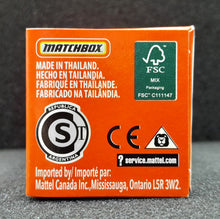 MATCHBOX
MADE IN THAILAND.
HECHO EN TAILANDIA.
FABRIQUÉ EN THAÏLANDE.
FABRICADO NA TAILÂNDIA.
FSC
MIX
Packaging
FSC® C111147
REPUBLICA
S
ARGENTINA
CE
? service.mattel.com
Imported by/ Importé par:
Mattel Canada Inc., Mississauga, Ontario L5R 3W2.